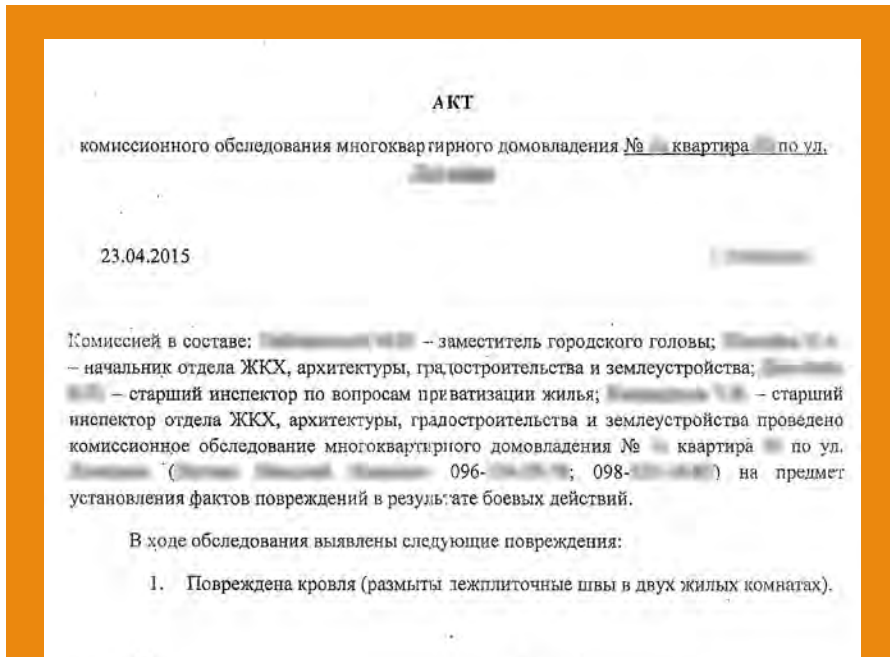 АКТ
комиссионного обследования многоквартирного домовладения № квартира по ул.
23.04.2015
Комиссией в составе: – заместитель городского головы;
– начальник отдела ЖКХ, архитектуры, градостроительства и землеустройства;
– старший инспектор по вопросам приватизации жилья; – старший
инспектор отдела ЖКХ, архитектуры, градостроительства и землеустройства проведено
комиссионное обследование многоквартирного домовладения № квартира по ул.
( 096- ; 098- ) на предмет
установления фактов повреждений в результате боевых действий.
В ходе обследования выявлены следующие повреждения:
1. Повреждена кровля (размыты межплиточные швы в двух жилых комнатах).